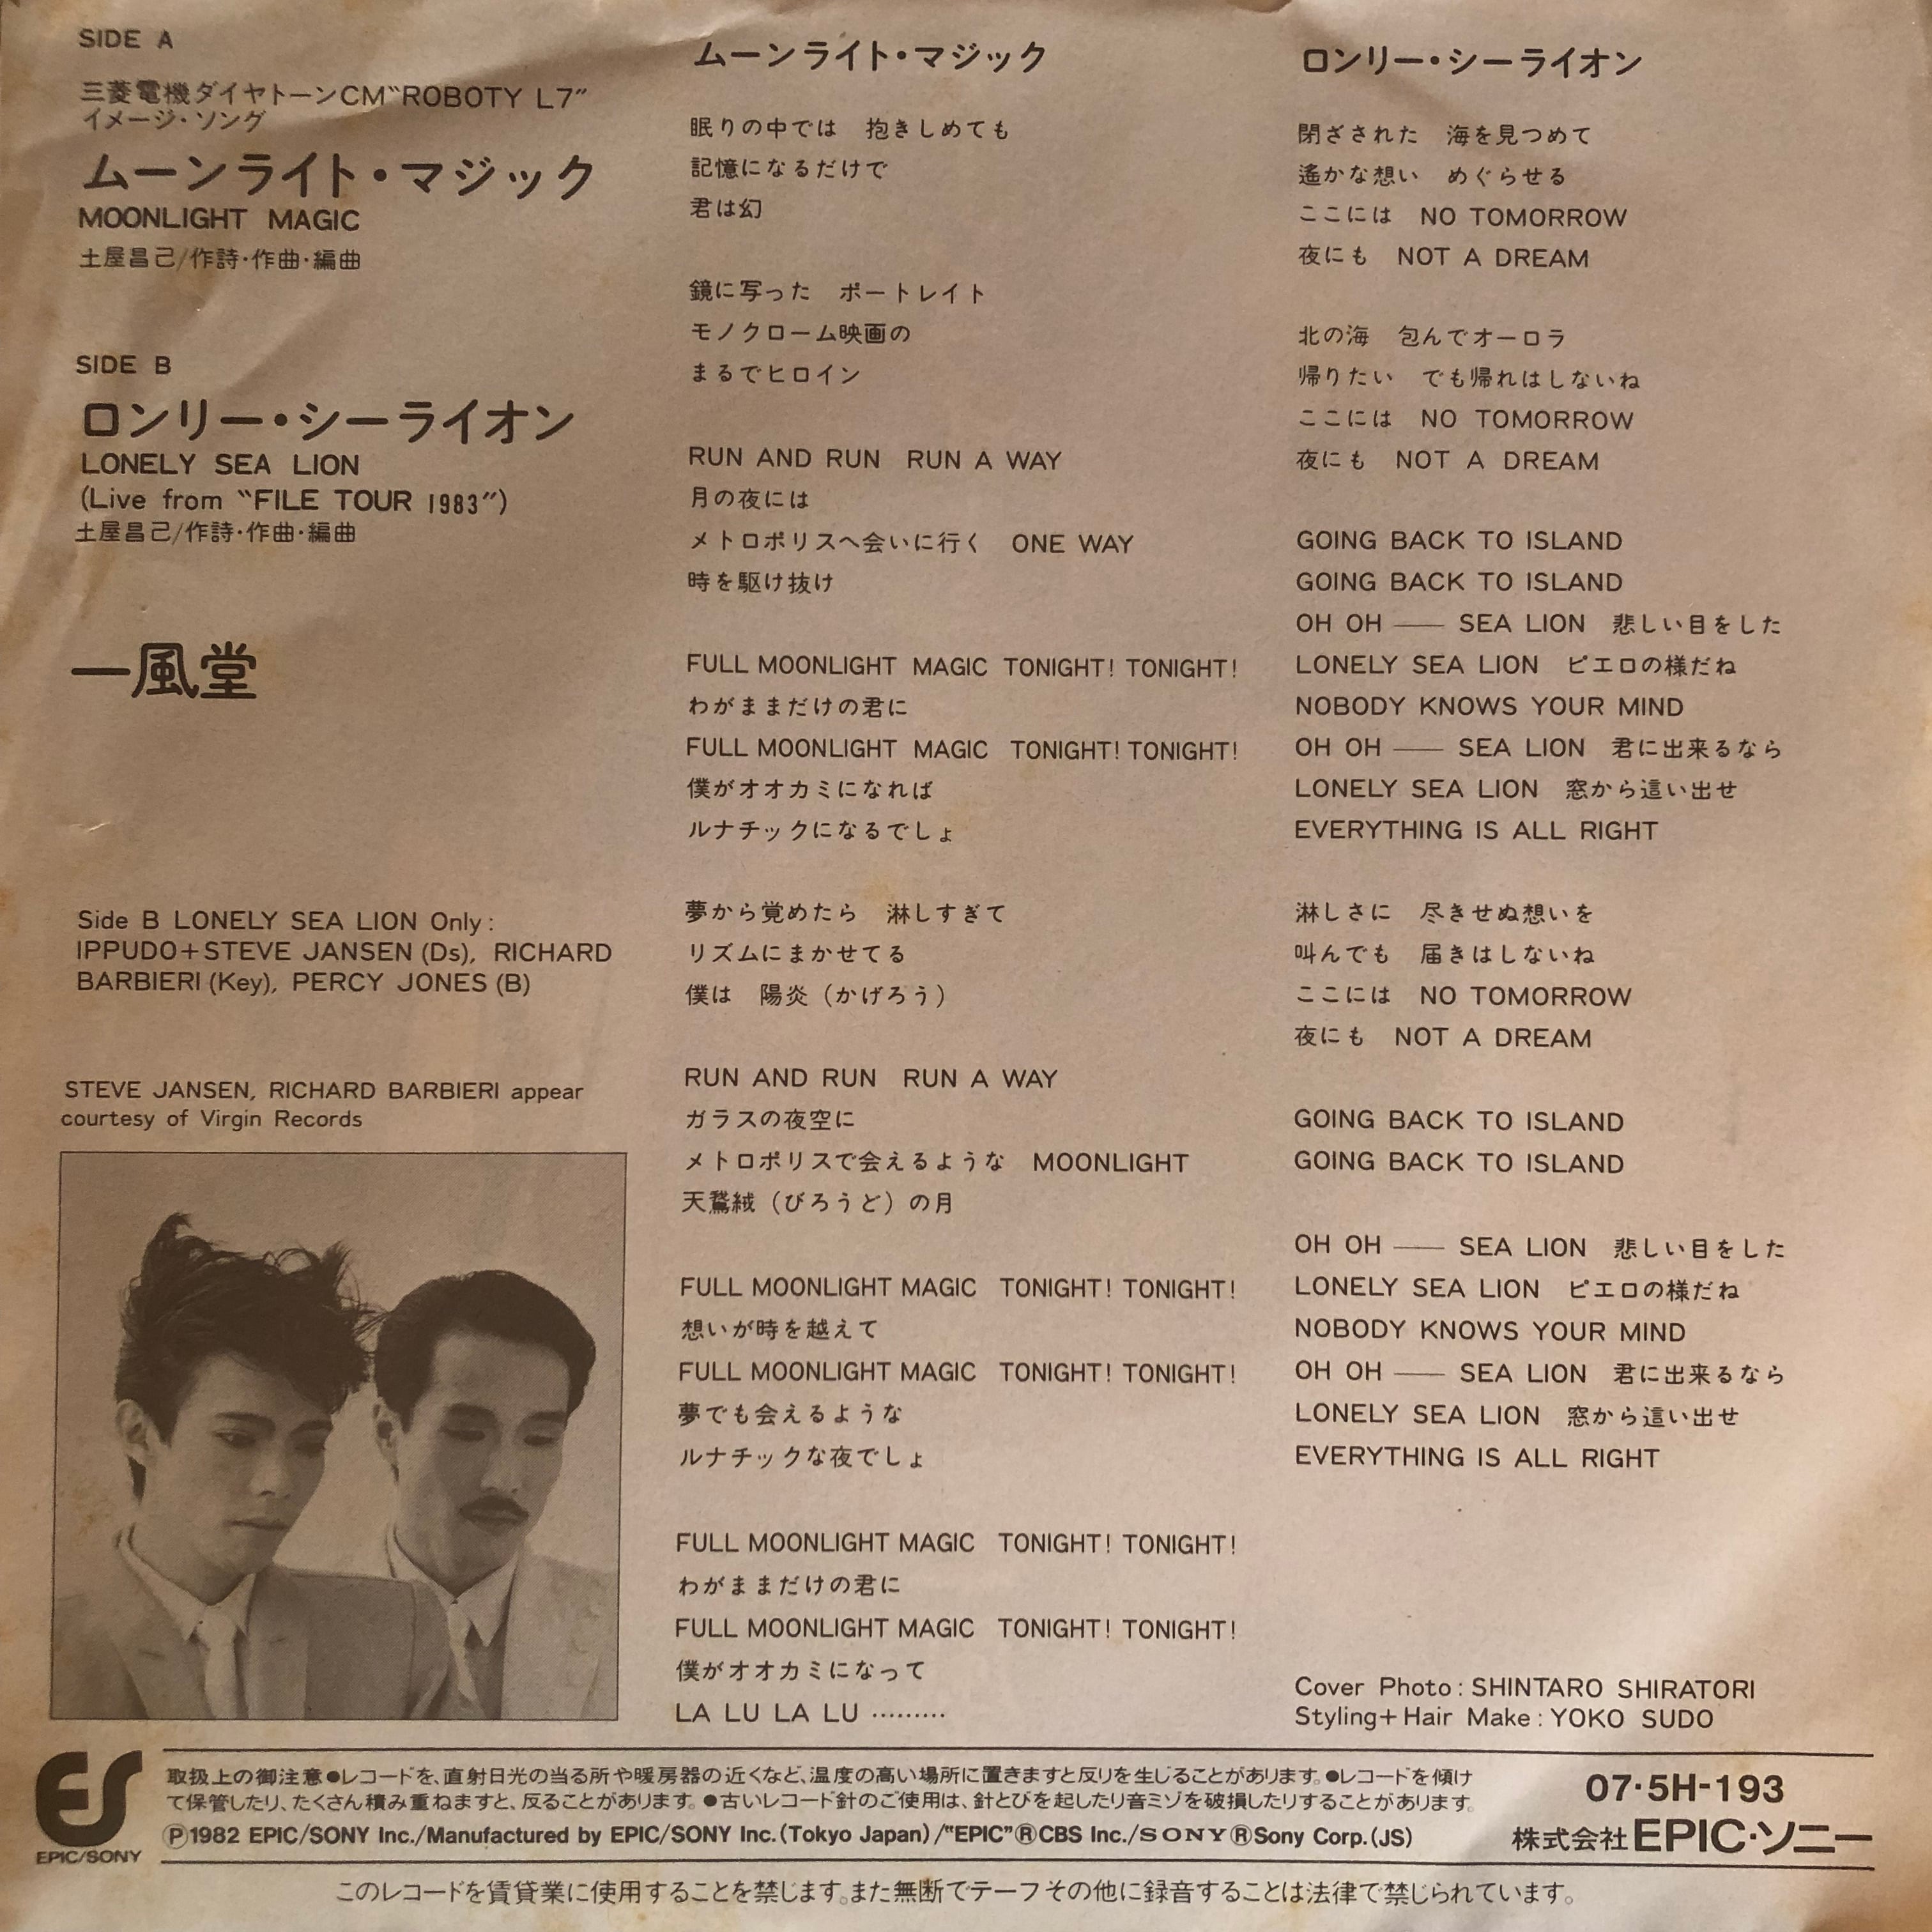 SIDE A
三菱電機ダイヤトーンCM“ROBOTY L7”
イメージ・ソング
ムーンライト・マジック
MOONLIGHT MAGIC
土屋昌己/作詩・作曲・編曲
SIDE B
ロンリー・シーライオン
LONELY SEA LION
(Live from “FILE TOUR 1983”)
土屋昌己/作詩・作曲・編曲
一風堂
Side B LONELY SEA LION Only:
IPPUDO+STEVE JANSEN (Ds), RICHARD
BARBIERI (Key), PERCY JONES (B)
STEVE JANSEN, RICHARD BARBIERI appear
courtesy of Virgin Records
ムーンライト・マジック
眠りの中では 抱きしめても
記憶になるだけで
君は幻
鏡に写った ポートレイト
モノクローム映画の
まるでヒロイン
RUN AND RUN RUN A WAY
月の夜には
メトロポリスへ会いに行く ONE WAY
時を駆け抜け
FULL MOONLIGHT MAGIC TONIGHT! TONIGHT!
わがままだけの君に
FULL MOONLIGHT MAGIC TONIGHT! TONIGHT!
僕がオオカミになれば
ルナチックになるでしょ
夢から覚めたら 淋しすぎて
リズムにまかせてる
僕は 陽炎（かげろう）
RUN AND RUN RUN A WAY
ガラスの夜空に
メトロポリスで会えるような MOONLIGHT
天鵞絨（びろうど）の月
FULL MOONLIGHT MAGIC TONIGHT! TONIGHT!
想いが時を越えて
FULL MOONLIGHT MAGIC TONIGHT! TONIGHT!
夢でも会えるような
ルナチックな夜でしょ
FULL MOONLIGHT MAGIC TONIGHT! TONIGHT!
わがままだけの君に
FULL MOONLIGHT MAGIC TONIGHT! TONIGHT!
僕がオオカミになって
LA LU LA LU ………
ロンリー・シーライオン
閉ざされた 海を見つめて
遙かな想い めぐらせる
ここには NO TOMORROW
夜にも NOT A DREAM
北の海 包んでオーロラ
帰りたい でも帰れはしないね
ここには NO TOMORROW
夜にも NOT A DREAM
GOING BACK TO ISLAND
GOING BACK TO ISLAND
OH OH —— SEA LION 悲しい目をした
LONELY SEA LION ピエロの様だね
NOBODY KNOWS YOUR MIND
OH OH —— SEA LION 君に出来るなら
LONELY SEA LION 窓から這い出せ
EVERYTHING IS ALL RIGHT
淋しさに 尽きせぬ想いを
叫んでも 届きはしないね
ここには NO TOMORROW
夜にも NOT A DREAM
GOING BACK TO ISLAND
GOING BACK TO ISLAND
OH OH —— SEA LION 悲しい目をした
LONELY SEA LION ピエロの様だね
NOBODY KNOWS YOUR MIND
OH OH —— SEA LION 君に出来るなら
LONELY SEA LION 窓から這い出せ
EVERYTHING IS ALL RIGHT
Cover Photo: SHINTARO SHIRATORI
Styling+Hair Make: YOKO SUDO
ES
EPIC/SONY
取扱上の御注意●レコードを、直射日光の当る所や暖房器の近くなど、温度の高い場所に置きますと反りを生じることがあります。●レコードを傾け
て保管したり、たくさん積み重ねますと、反ることがあります。●古いレコード針のご使用は、針とびを起したり音ミゾを破損したりすることがあります。
Ⓟ1982 EPIC/SONY Inc./Manufactured by EPIC/SONY Inc.(Tokyo Japan)/“EPIC”®CBS Inc./SONY®Sony Corp.(JS)
07・5H-193
株式会社EPIC・ソニー
このレコードを賃貸業に使用することを禁じます。また無断でテープその他に録音することは法律で禁じられています。